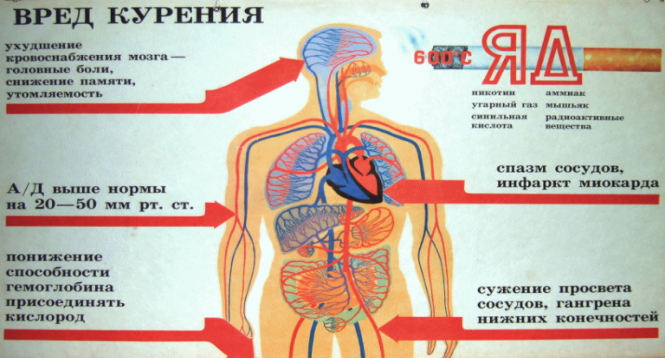 ВРЕД КУРЕНИЯ
ухудшение
кровоснабжения мозга —
головные боли,
снижение памяти,
утомляемость
600°С
ЯД
никотин аммиак
угарный газ мышьяк
синильная радиоактивные
кислота вещества
спазм сосудов,
инфаркт миокарда
А/Д выше нормы
на 20—50 мм рт. ст.
понижение
способности
гемоглобина
присоединять
кислород
сужение просвета
сосудов, гангрена
нижних конечностей